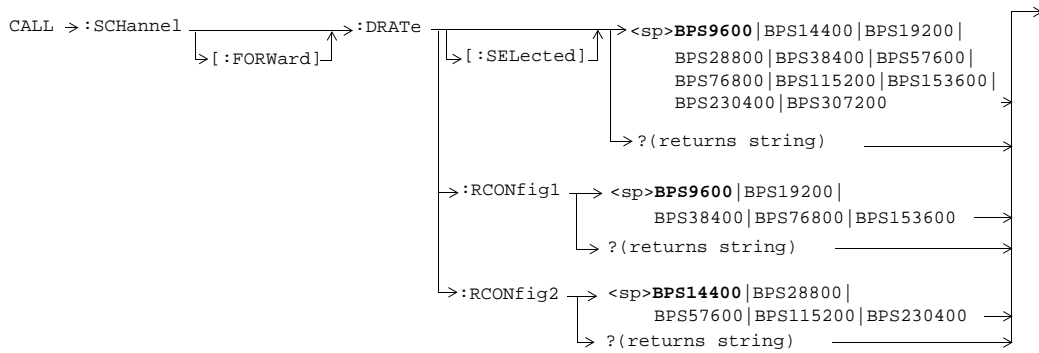 CALL :SCHannel :DRATe <sp>BPS9600|BPS14400|BPS19200|
[:FORWard] [:SELected] BPS28800|BPS38400|BPS57600|
BPS76800|BPS115200|BPS153600|
BPS230400|BPS307200
?(returns string)
:RCONfig1 <sp>BPS9600|BPS19200|
BPS38400|BPS76800|BPS153600
?(returns string)
:RCONfig2 <sp>BPS14400|BPS28800|
BPS57600|BPS115200|BPS230400
?(returns string)